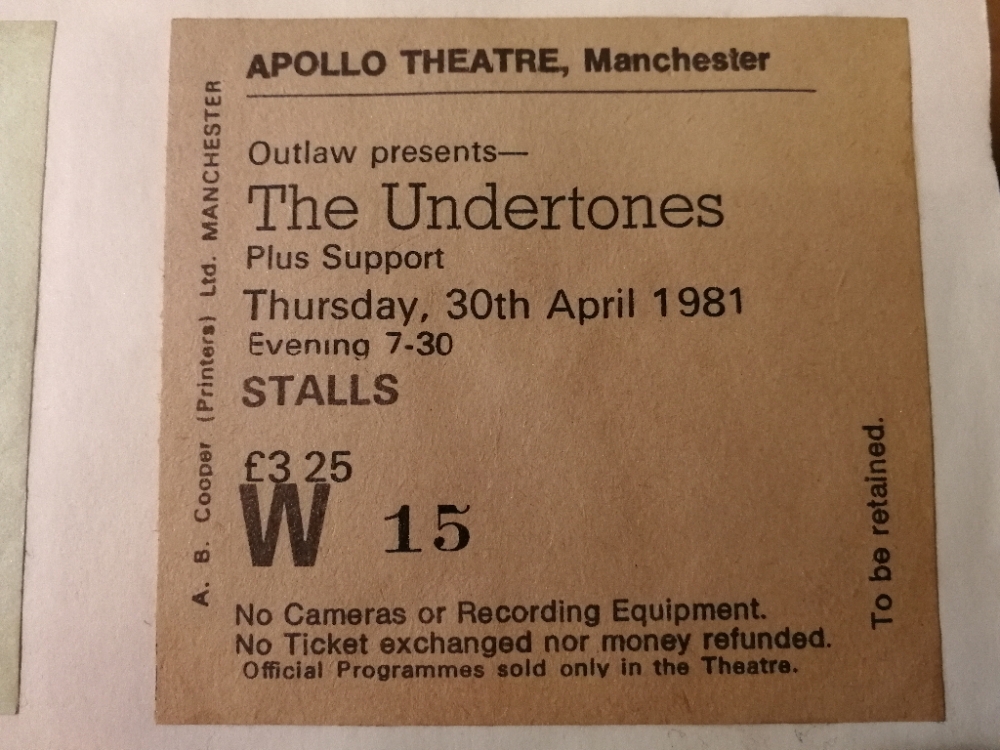 APOLLO THEATRE, Manchester
Outlaw presents—
The Undertones
Plus Support
Thursday, 30th April 1981
Evening 7-30
STALLS
£3 25
W 15
No Cameras or Recording Equipment.
No Ticket exchanged nor money refunded.
Official Programmes sold only in the Theatre.
A. B. Cooper (Printers) Ltd. MANCHESTER
To be retained.